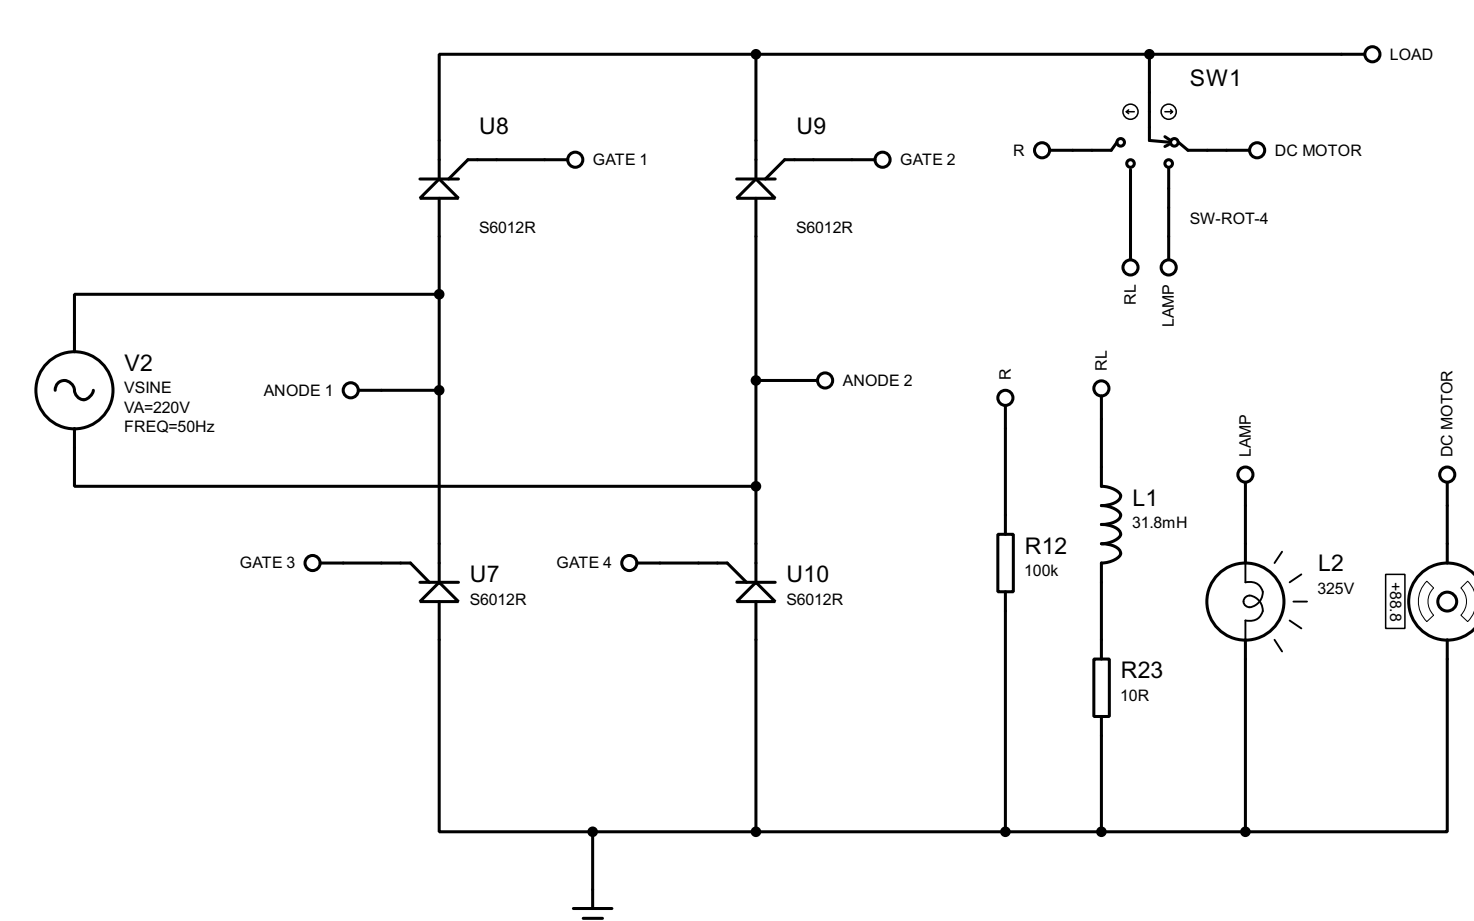 LOAD
SW1
U8
U9
GATE 1
GATE 2
R
DC MOTOR
S6012R
S6012R
SW-ROT-4
RL
LAMP
V2
VSINE
VA=220V
FREQ=50Hz
ANODE 1
ANODE 2
R
RL
LAMP
DC MOTOR
L1
31.8mH
GATE 3
U7
S6012R
GATE 4
U10
S6012R
R12
100k
L2
325V
+88.8
R23
10R